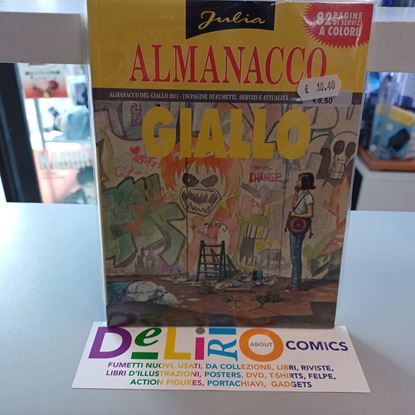 Julia
82 PAGINE
DI SERVIZI
A COLORI!
ALMANACCO
ALMANACCO DEL GIALLO 2011 - 176 PAGINE DI FUMETTI, SERVIZI E ATTUALITÀ
€ 10.40
€ 6,50
GIALLO
CHANGE
DeLiRiO
ABOUT
COMICS
FUMETTI NUOVI, USATI, DA COLLEZIONE, LIBRI, RIVISTE,
LIBRI D'ILLUSTRAZIONI, POSTERS, DVD, T-SHIRTS, FELPE,
ACTION FIGURES, PORTACHIAVI, GADGETS